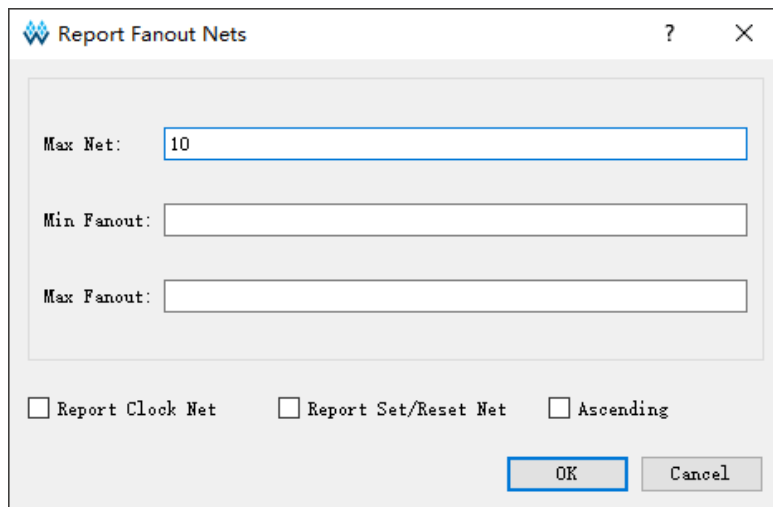 Report Fanout Nets
Max Net: 10
Min Fanout:
Max Fanout:
Report Clock Net Report Set/Reset Net Ascending
OK Cancel